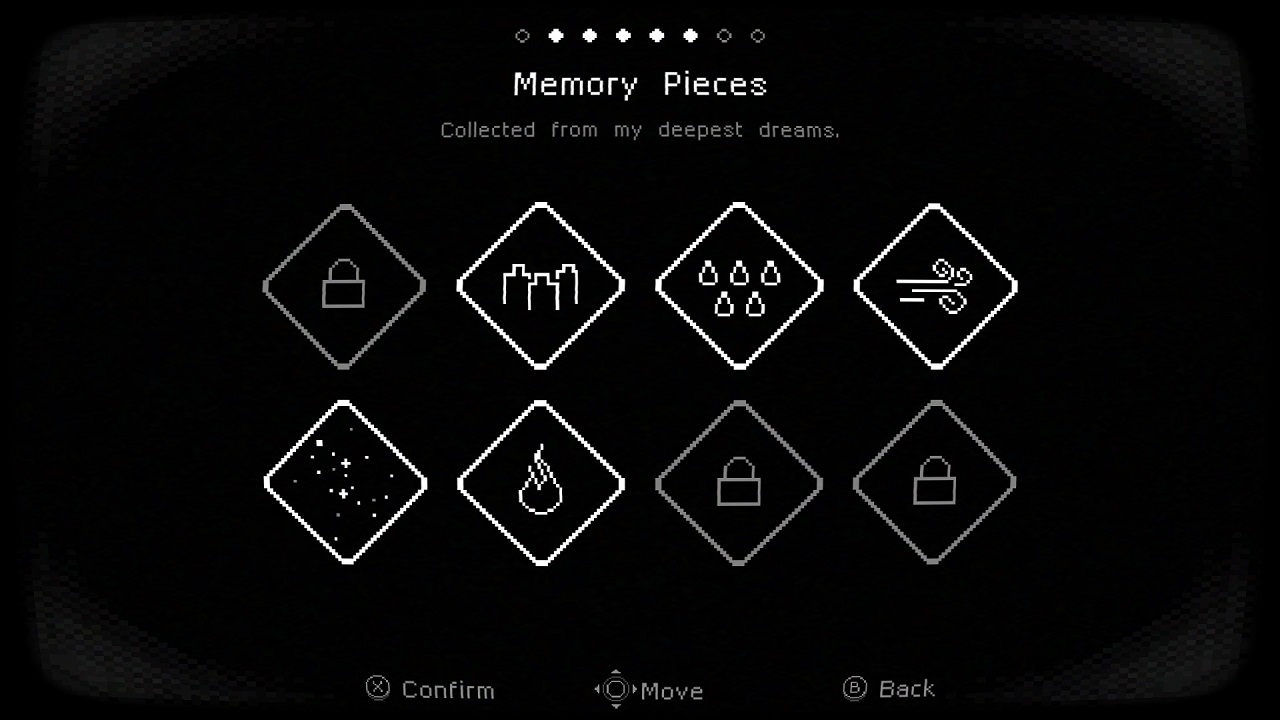 Memory Pieces
Collected from my deepest dreams.
X Confirm
Move
B Back